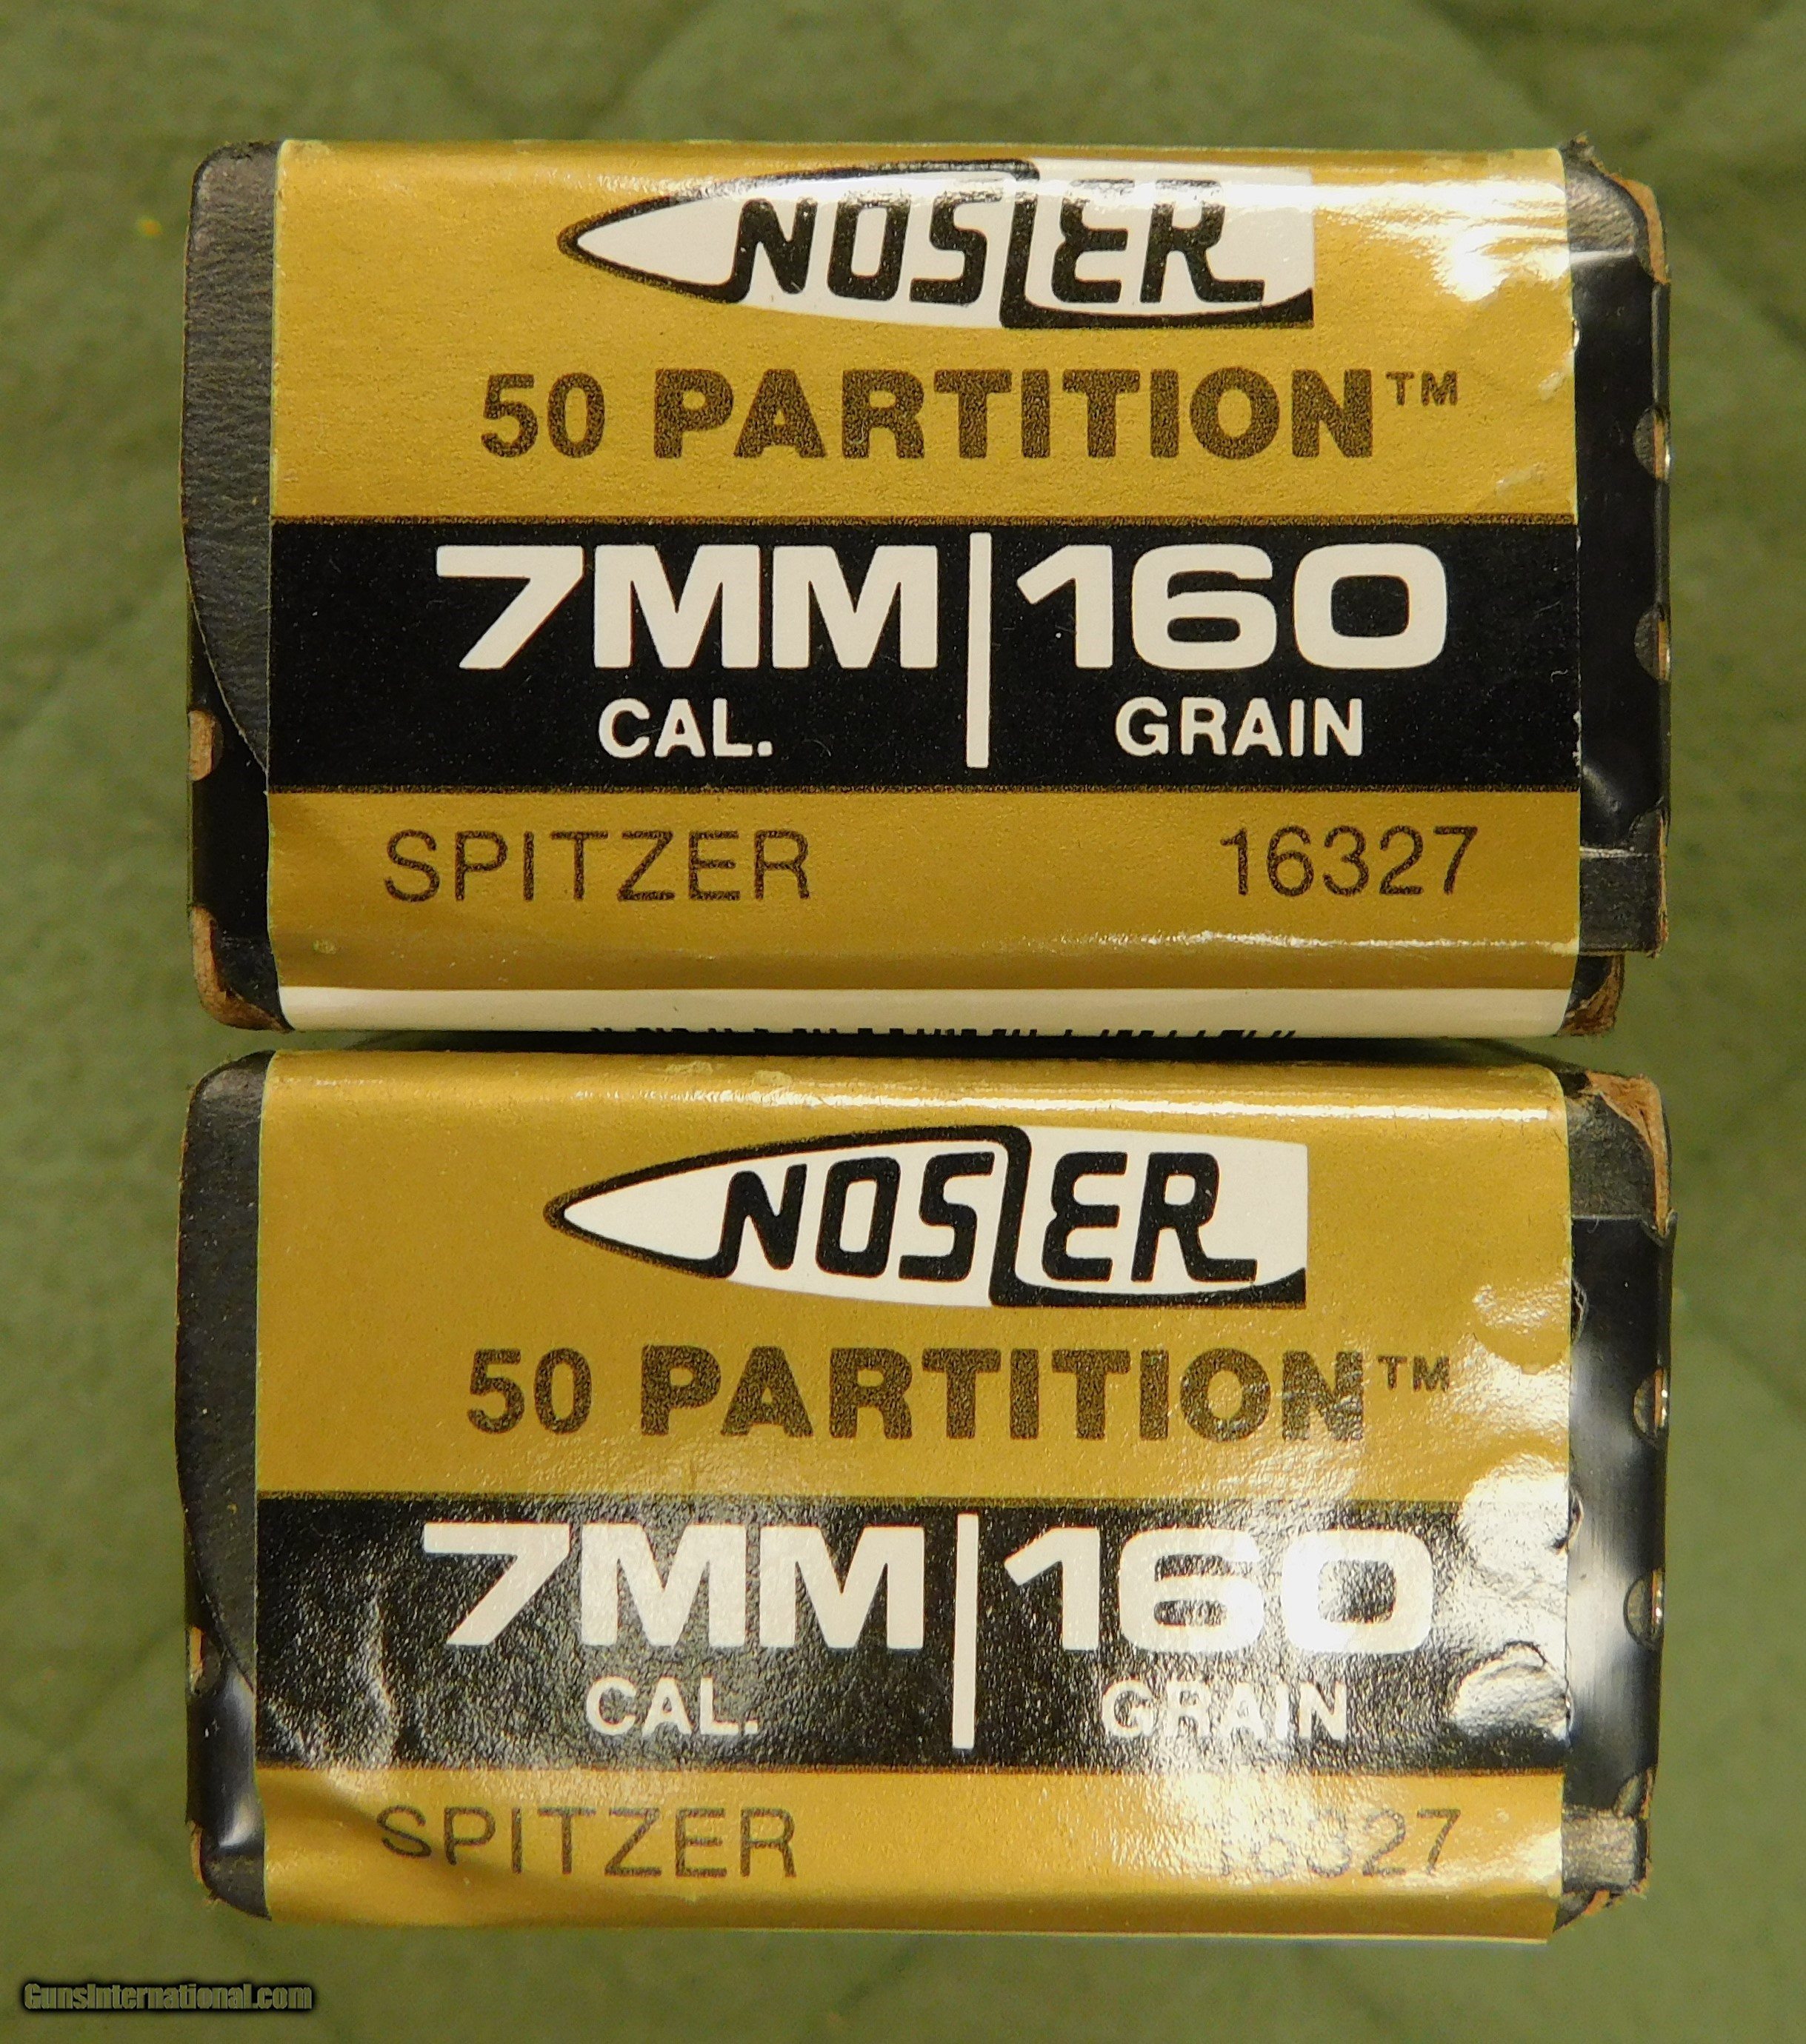 NOSLER
50 PARTITION™
7MM|160
CAL. GRAIN
SPITZER 16327
NOSLER
50 PARTITION™
7MM|160
CAL. GRAIN
SPITZER 16327
GunsInternational.com